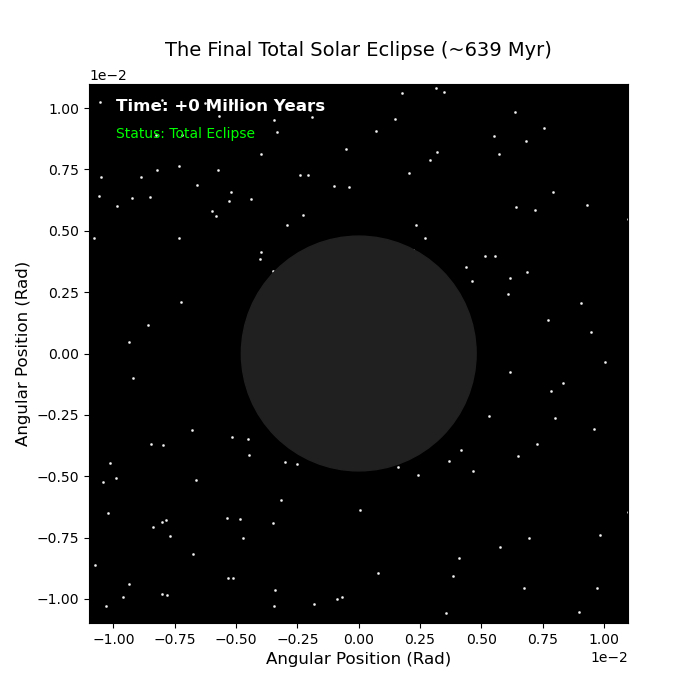 The Final Total Solar Eclipse (~639 Myr)
1e−2
Time: +0 Million Years
Status: Total Eclipse
1.00
0.75
0.50
0.25
0.00
−0.25
−0.50
−0.75
−1.00
Angular Position (Rad)
−1.00 −0.75 −0.50 −0.25 0.00 0.25 0.50 0.75 1.00
1e−2
Angular Position (Rad)